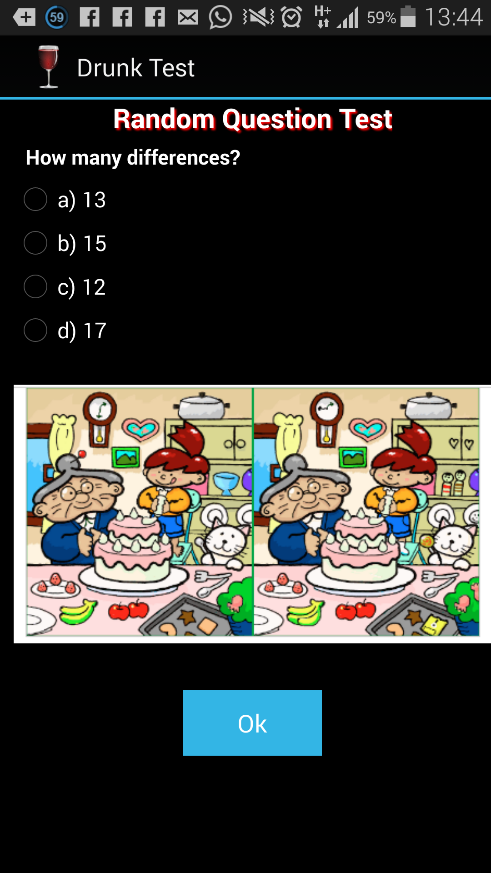 59 H+ 59% 13:44
Drunk Test
Random Question Test
How many differences?
a) 13
b) 15
c) 12
d) 17
Ok